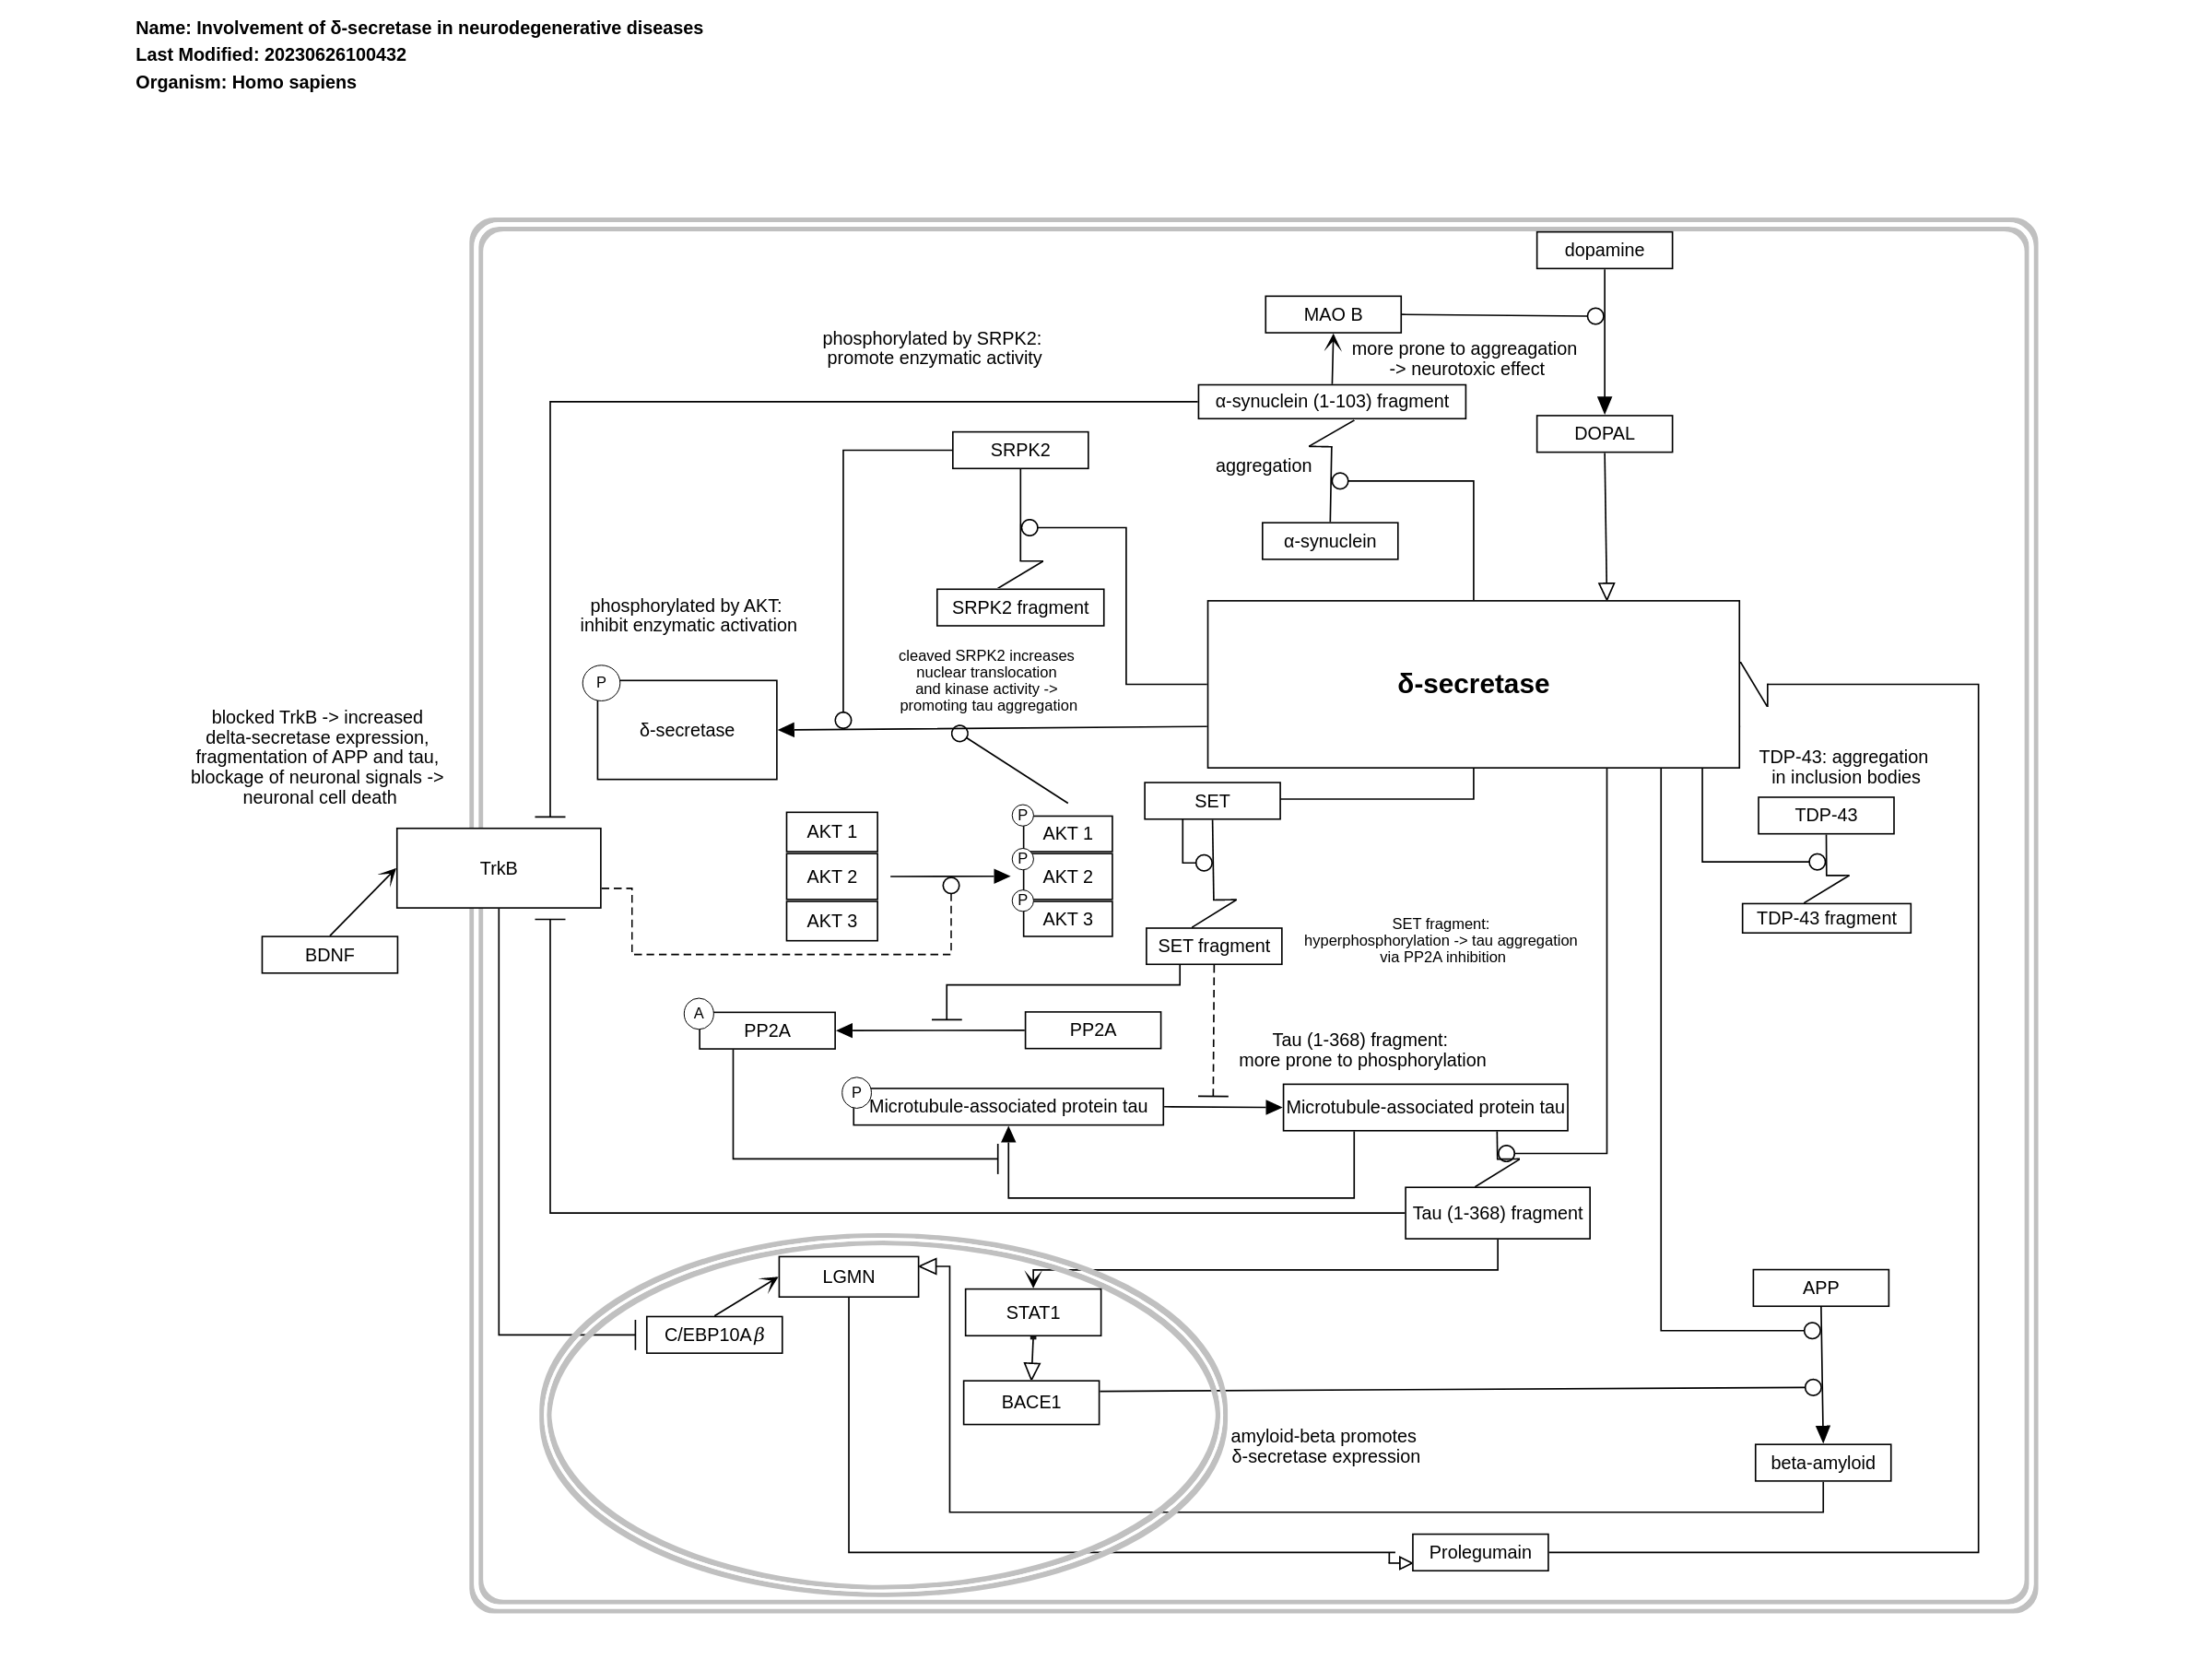 Name: Involvement of δ-secretase in neurodegenerative diseases
Last Modified: 20230626100432
Organism: Homo sapiens
dopamine
MAO B
phosphorylated by SRPK2:
promote enzymatic activity
more prone to aggreagation
-> neurotoxic effect
α-synuclein (1-103) fragment
DOPAL
SRPK2
aggregation
α-synuclein
SRPK2 fragment
phosphorylated by AKT:
inhibit enzymatic activation
cleaved SRPK2 increases
nuclear translocation
and kinase activity ->
promoting tau aggregation
δ-secretase
P
δ-secretase
blocked TrkB -> increased
delta-secretase expression,
fragmentation of APP and tau,
blockage of neuronal signals ->
neuronal cell death
TDP-43: aggregation
in inclusion bodies
SET
TDP-43
AKT 1
P
AKT 1
TrkB
AKT 2
P
AKT 2
AKT 3
P
AKT 3
TDP-43 fragment
BDNF
SET fragment
SET fragment:
hyperphosphorylation -> tau aggregation
via PP2A inhibition
A
PP2A
PP2A
Tau (1-368) fragment:
more prone to phosphorylation
P
Microtubule-associated protein tau
Microtubule-associated protein tau
Tau (1-368) fragment
LGMN
APP
STAT1
C/EBP10Aβ
BACE1
amyloid-beta promotes
δ-secretase expression
beta-amyloid
Prolegumain